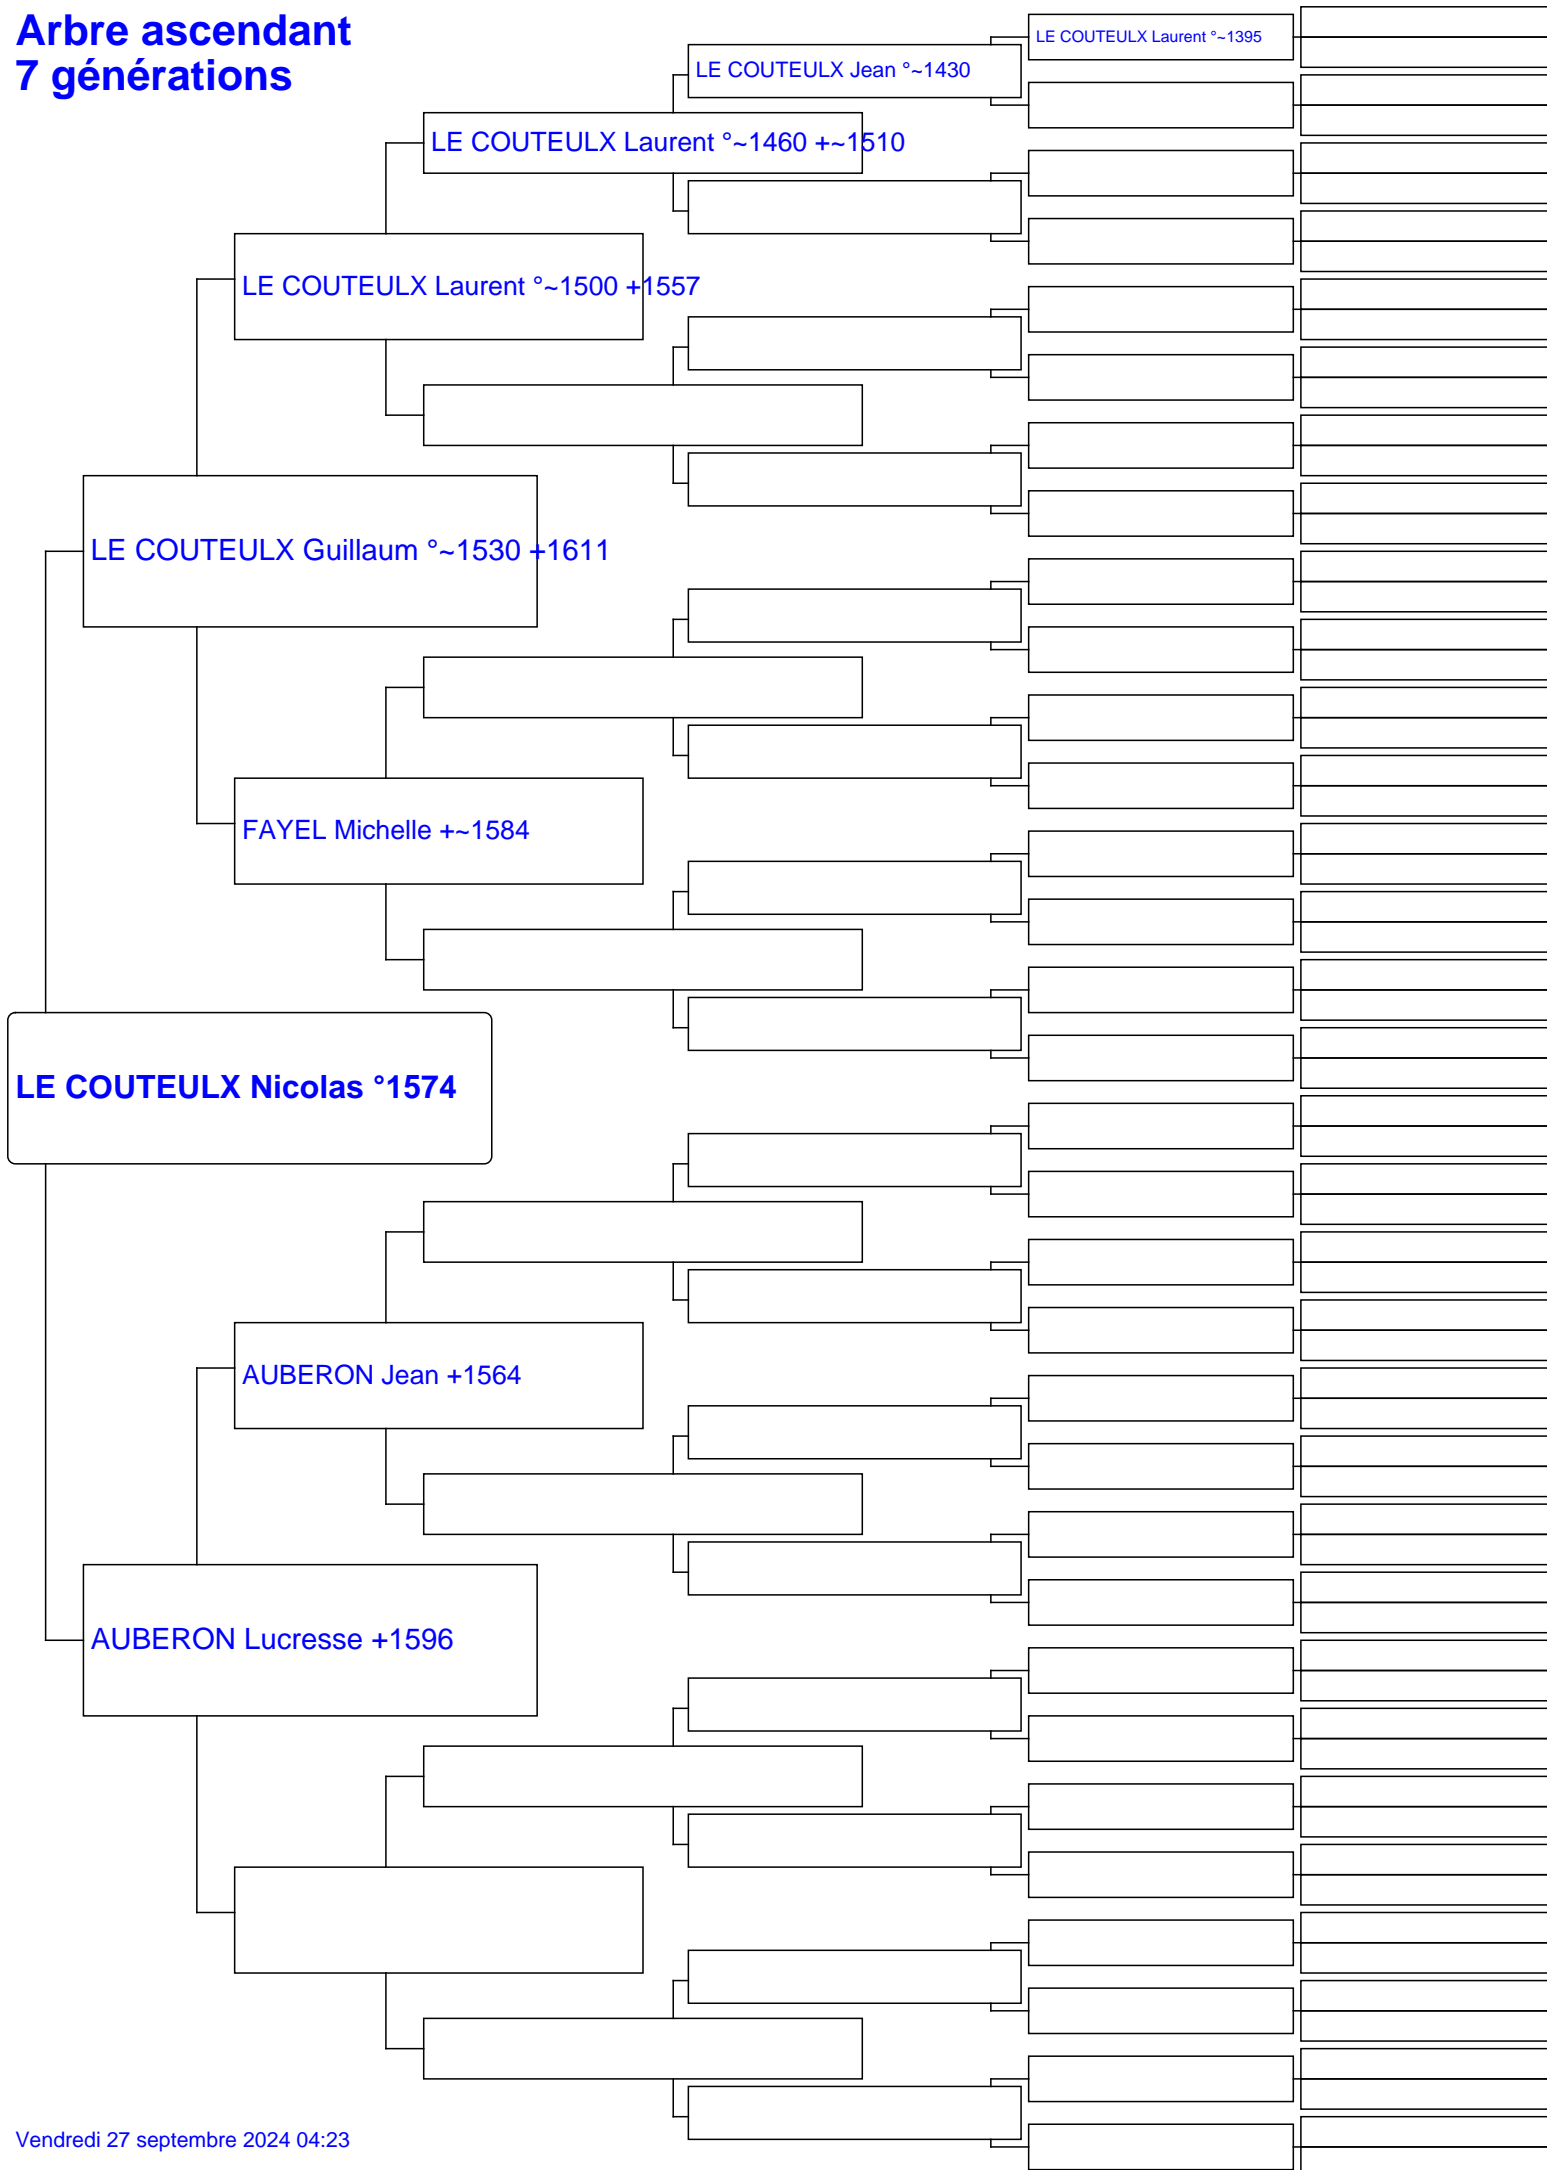 Arbre ascendant
7 générations
LE COUTEULX Laurent °~1395
LE COUTEULX Jean °~1430
LE COUTEULX Laurent °~1460 +~1510
LE COUTEULX Laurent °~1500 +1557
LE COUTEULX Guillaum °~1530 +1611
FAYEL Michelle +~1584
LE COUTEULX Nicolas °1574
AUBERON Jean +1564
AUBERON Lucresse +1596
Vendredi 27 septembre 2024 04:23